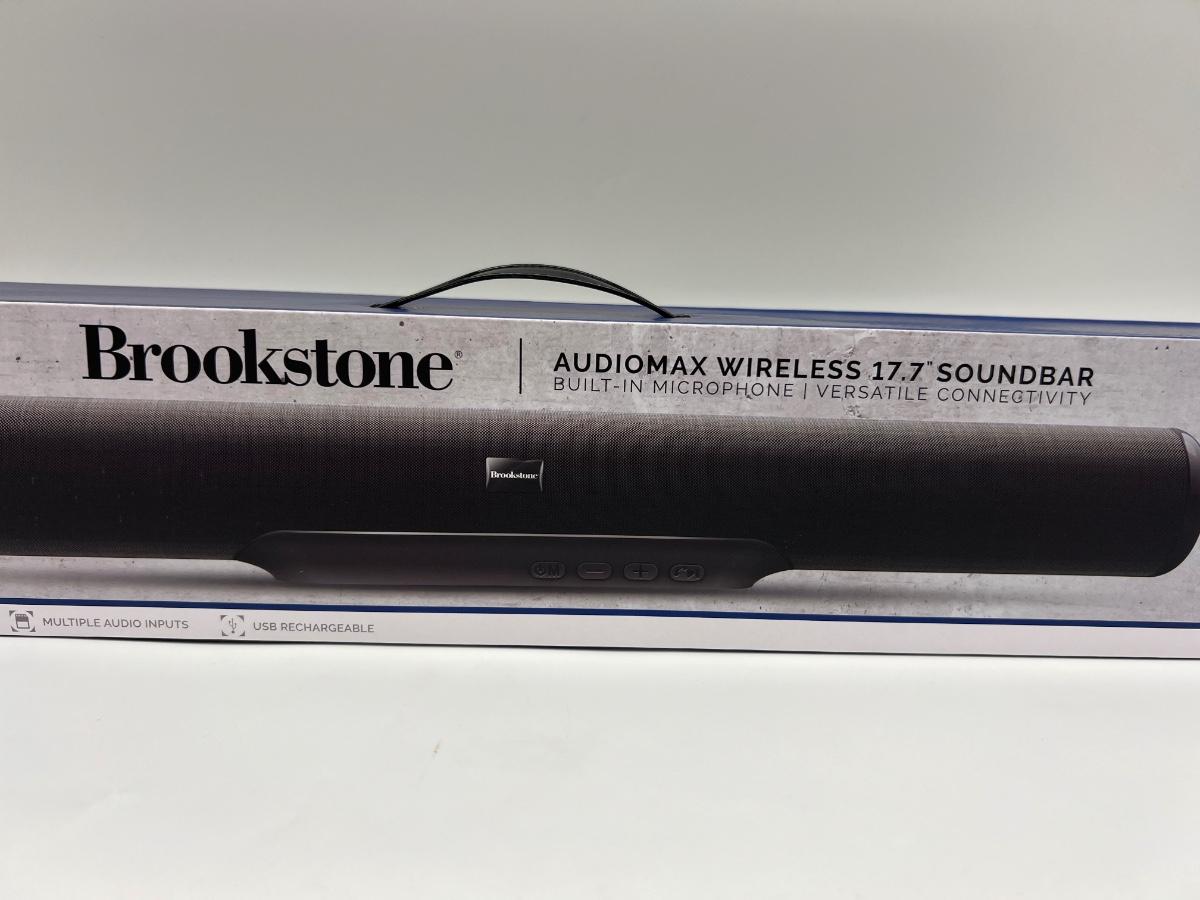 Brookstone®
AUDIOMAX WIRELESS 17.7" SOUNDBAR
BUILT-IN MICROPHONE | VERSATILE CONNECTIVITY
Brookstone
M
MULTIPLE AUDIO INPUTS
USB RECHARGEABLE